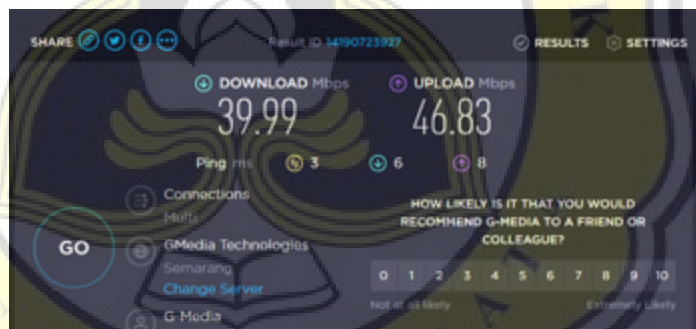 SHARE Result ID 14190723927 RESULTS SETTINGS
DOWNLOAD Mbps UPLOAD Mbps
39.99 46.83
Ping ms 3 6 8
Connections
Multi
HOW LIKELY IS IT THAT YOU WOULD
RECOMMEND G-MEDIA TO A FRIEND OR
COLLEAGUE?
GO
GMedia Technologies
Semarang
Change Server
0 1 2 3 4 5 6 7 8 9 10
Not at all likely Extremely Likely
G-Media